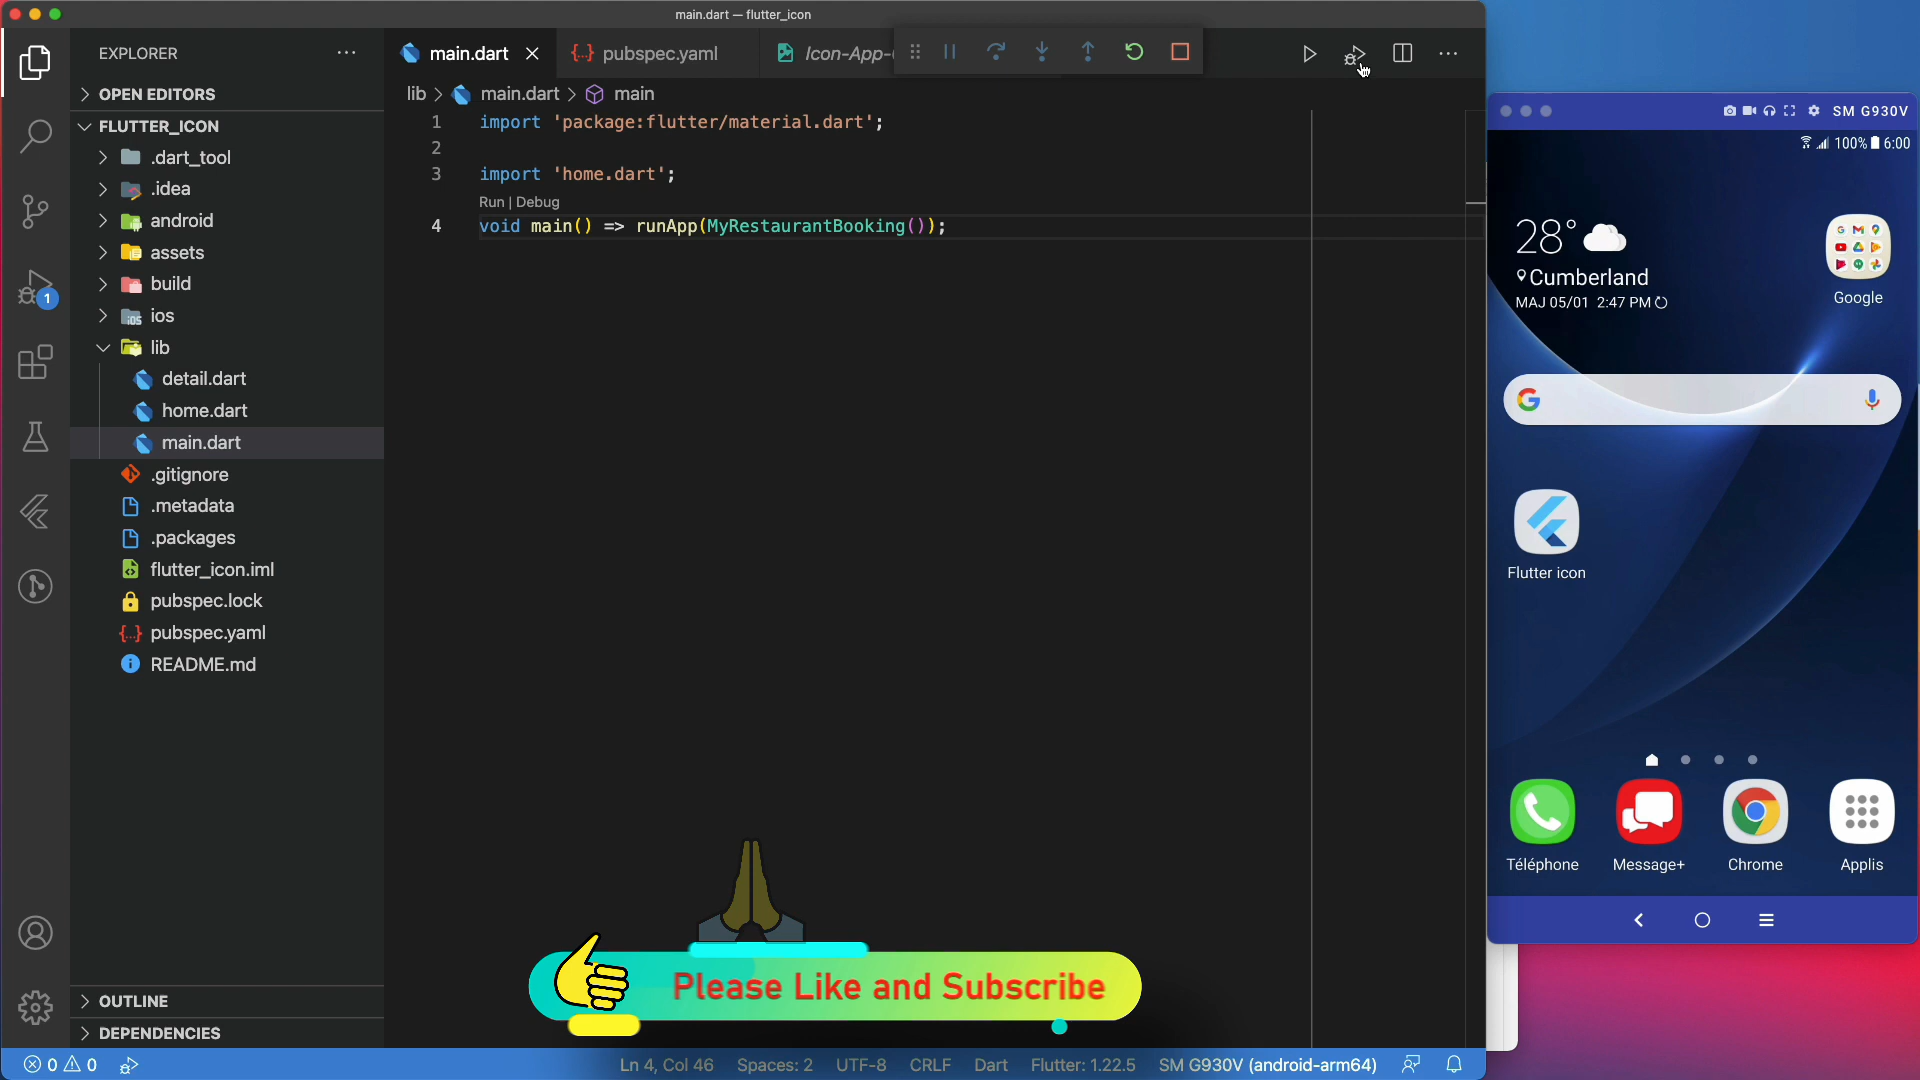 main.dart — flutter_icon
EXPLORER
main.dart
{..} pubspec.yaml
Icon-App-
OPEN EDITORS
lib > main.dart > main
FLUTTER_ICON
.dart_tool
.idea
android
assets
build
ios
lib
detail.dart
home.dart
main.dart
.gitignore
.metadata
.packages
flutter_icon.iml
pubspec.lock
{..} pubspec.yaml
README.md
OUTLINE
DEPENDENCIES
1
1 import 'package:flutter/material.dart';
2
3 import 'home.dart';
Run | Debug
4 void main() => runApp(MyRestaurantBooking());
SM G930V
100% 6:00
28°
Cumberland
MAJ 05/01 2:47 PM
Google
Flutter icon
Téléphone
Message+
Chrome
Applis
Please Like and Subscribe
0 0
Ln 4, Col 46
Spaces: 2
UTF-8
CRLF
Dart
Flutter: 1.22.5
SM G930V (android-arm64)